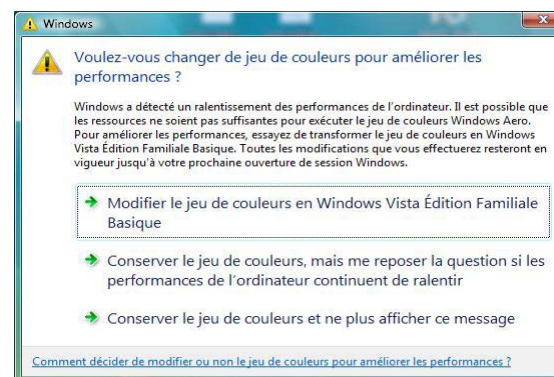 Windows
Voulez-vous changer de jeu de couleurs pour améliorer les
performances ?
Windows a détecté un ralentissement des performances de l'ordinateur. Il est possible que
les ressources ne soient pas suffisantes pour exécuter le jeu de couleurs Windows Aero.
Pour améliorer les performances, essayez de transformer le jeu de couleurs en Windows
Vista Édition Familiale Basique. Toutes les modifications que vous effectuerez resteront en
vigueur jusqu'à votre prochaine ouverture de session Windows.
Modifier le jeu de couleurs en Windows Vista Édition Familiale
Basique
Conserver le jeu de couleurs, mais me reposer la question si les
performances de l'ordinateur continuent de ralentir
Conserver le jeu de couleurs et ne plus afficher ce message
Comment décider de modifier ou non le jeu de couleurs pour améliorer les performances ?